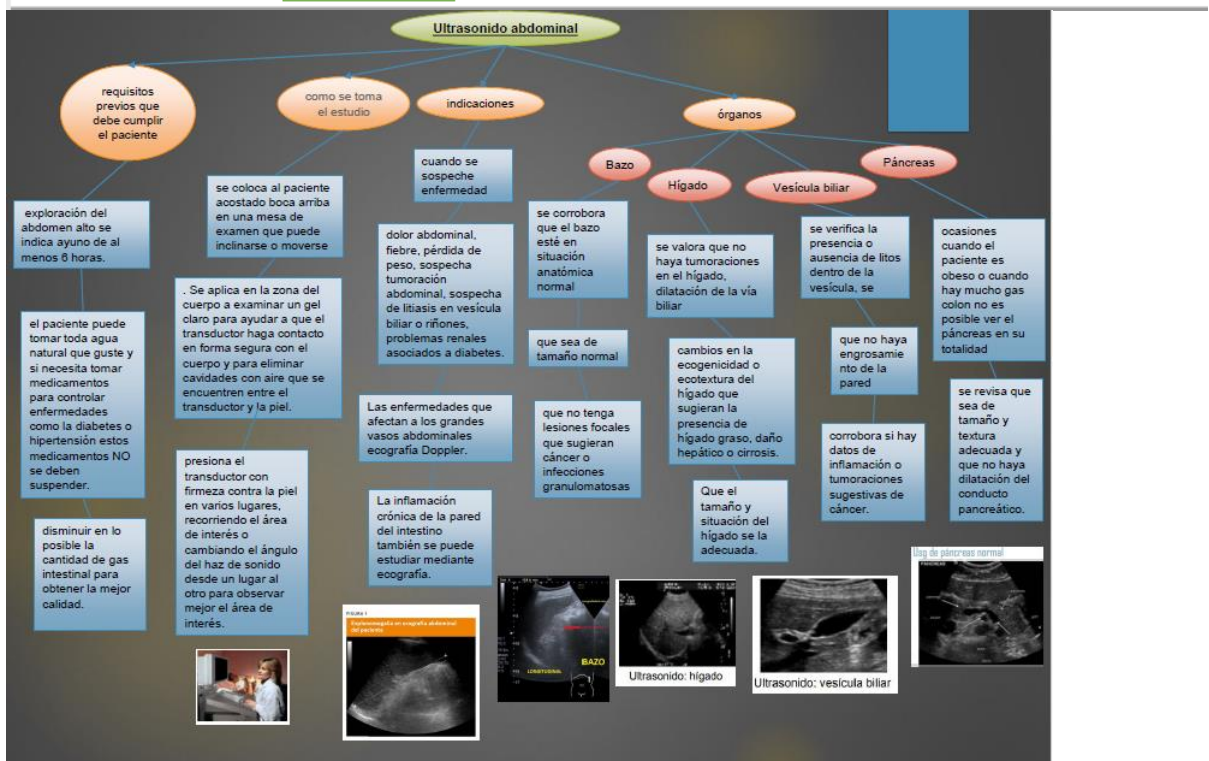 Ultrasonido abdominal
requisitos
previos que
debe cumplir
el paciente
como se toma
el estudio
indicaciones
órganos
Bazo
Hígado
Vesícula biliar
Páncreas
exploración del
abdomen alto se
indica ayuno de al
menos 6 horas.
el paciente puede
tomar toda agua
natural que guste y
si necesita tomar
medicamentos
para controlar
enfermedades
como la diabetes o
hipertensión estos
medicamentos NO
se deben
suspender.
disminuir en lo
posible la
cantidad de gas
intestinal para
obtener la mejor
calidad.
se coloca al paciente
acostado boca arriba
en una mesa de
examen que puede
inclinarse o moverse
. Se aplica en la zona del
cuerpo a examinar un gel
claro para ayudar a que el
transductor haga contacto
en forma segura con el
cuerpo y para eliminar
cavidades con aire que se
encuentren entre el
transductor y la piel.
presiona el
transductor con
firmeza contra la piel
en varios lugares,
recorriendo el área
de interés o
cambiando el ángulo
del haz de sonido
desde un lugar al
otro para observar
mejor el área de
interés.
cuando se
sospeche
enfermedad
dolor abdominal,
fiebre, pérdida de
peso, sospecha
tumoración
abdominal, sospecha
de litiasis en vesícula
biliar o riñones,
problemas renales
asociados a diabetes.
Las enfermedades que
afectan a los grandes
vasos abdominales
ecografía Doppler.
La inflamación
crónica de la pared
del intestino
también se puede
estudiar mediante
ecografía.
se corrobora
que el bazo
esté en
situación
anatómica
normal
que sea de
tamaño normal
que no tenga
lesiones focales
que sugieran
cáncer o
infecciones
granulomatosas
se valora que no
haya tumoraciones
en el hígado,
dilatación de la vía
biliar
cambios en la
ecogenicidad o
ecotextura del
hígado que
sugieran la
presencia de
hígado graso, daño
hepático o cirrosis.
Que el
tamaño y
situación del
hígado se la
adecuada.
se verifica la
presencia o
ausencia de litos
dentro de la
vesícula, se
que no haya
engrosamie
nto de la
pared
corrobora si hay
datos de
inflamación o
tumoraciones
sugestivas de
cáncer.
ocasiones
cuando el
paciente es
obeso o cuando
hay mucho gas
colon no es
posible ver el
páncreas en su
totalidad
se revisa que
sea de
tamaño y
textura
adecuada y
que no haya
dilatación del
conducto
pancreático.
FIGURA 1
Esplenomegalia en ecografía abdominal
del paciente
LONGITUDINAL
BAZO
Ultrasonido: hígado
Ultrasonido: vesícula biliar
Usg de páncreas normal
PANCREAS